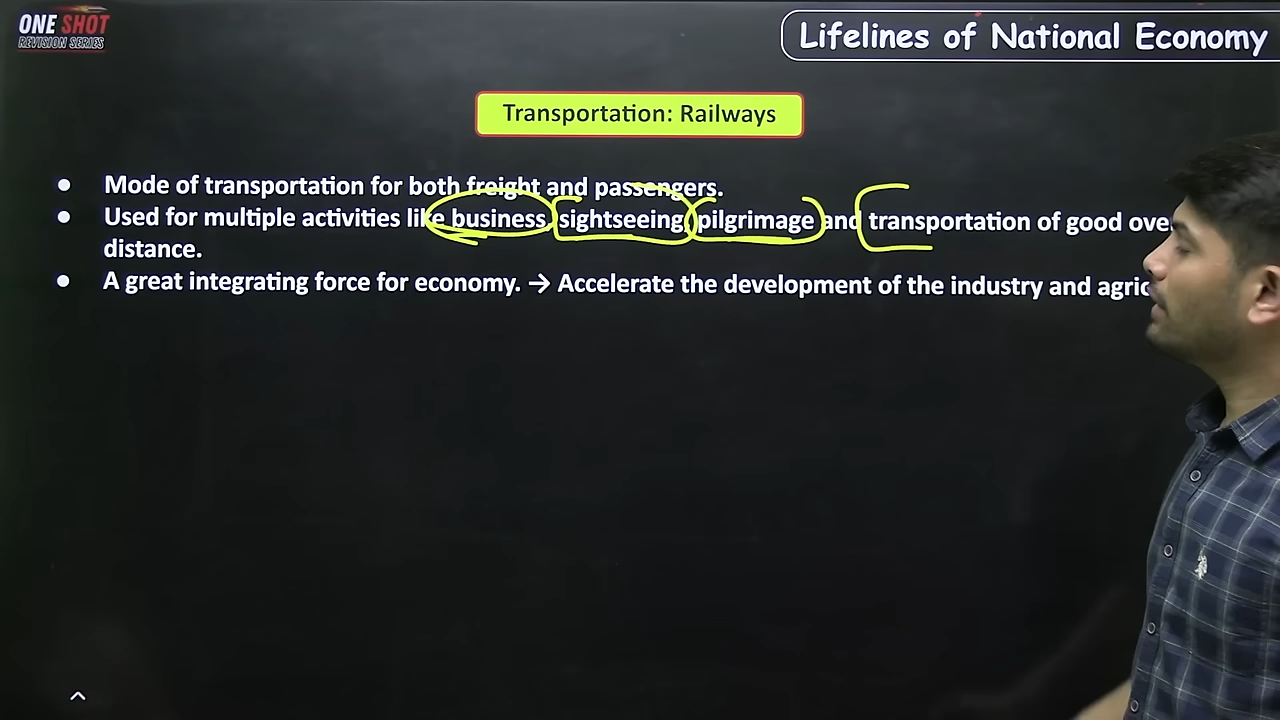 ONE SHOT
REVISION SERIES
Lifelines of National Economy
Transportation: Railways
● Mode of transportation for both freight and passengers.
● Used for multiple activities like business, sightseeing, pilgrimage and transportation of good
distance.
● A great integrating force for economy. → Accelerate the development of the industry and